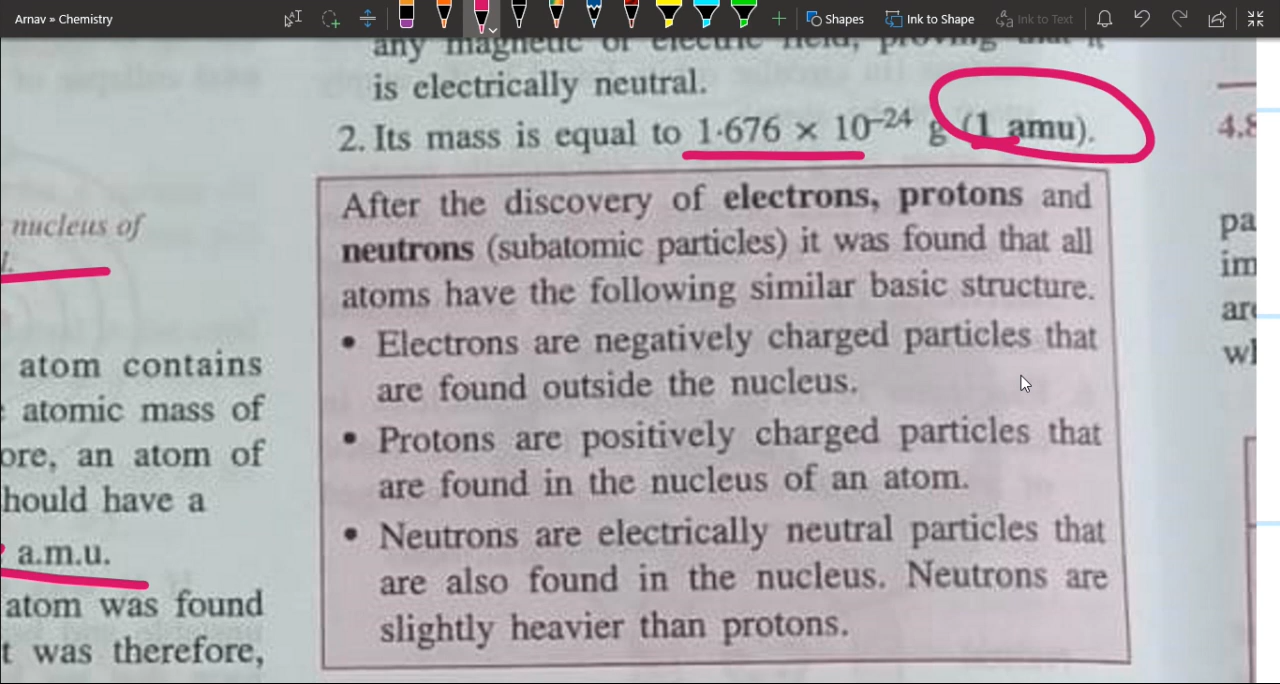 Arnav » Chemistry
Shapes
Ink to Shape
Ink to Text
is electrically neutral.
2. Its mass is equal to 1·676 × 10⁻²⁴ g (1 amu).
After the discovery of electrons, protons and
neutrons (subatomic particles) it was found that all
atoms have the following similar basic structure.
• Electrons are negatively charged particles that
are found outside the nucleus.
• Protons are positively charged particles that
are found in the nucleus of an atom.
• Neutrons are electrically neutral particles that
are also found in the nucleus. Neutrons are
slightly heavier than protons.
nucleus of
atom contains
atomic mass of
ore, an atom of
hould have a
a.m.u.
atom was found
t was therefore,
4.8
pa
im
are
wh